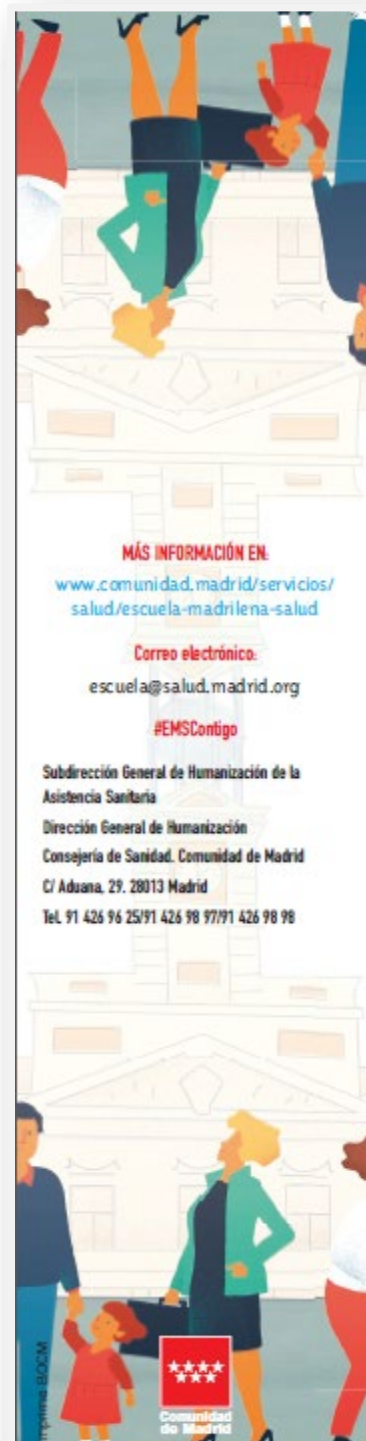 MÁS INFORMACIÓN EN:
www.comunidad.madrid/servicios/
salud/escuela-madrilena-salud
Correo electrónico:
escuela@salud.madrid.org
#EMSContigo
Subdirección General de Humanización de la
Asistencia Sanitaria
Dirección General de Humanización
Consejería de Sanidad. Comunidad de Madrid
C/ Aduana, 29. 28013 Madrid
Tel. 91 426 96 25/91 426 98 97/91 426 98 98
Imprime BOCM
Comunidad
de Madrid